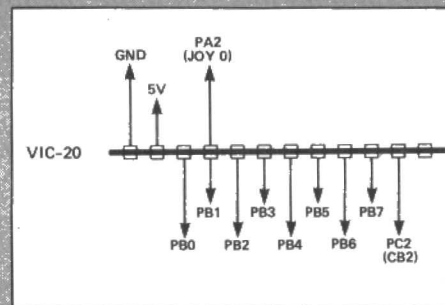 PA2
(JOY 0)
GND
5V
VIC-20
PB1
PB3
PB5
PB7
PB0
PB2
PB4
PB6
PC2
(CB2)